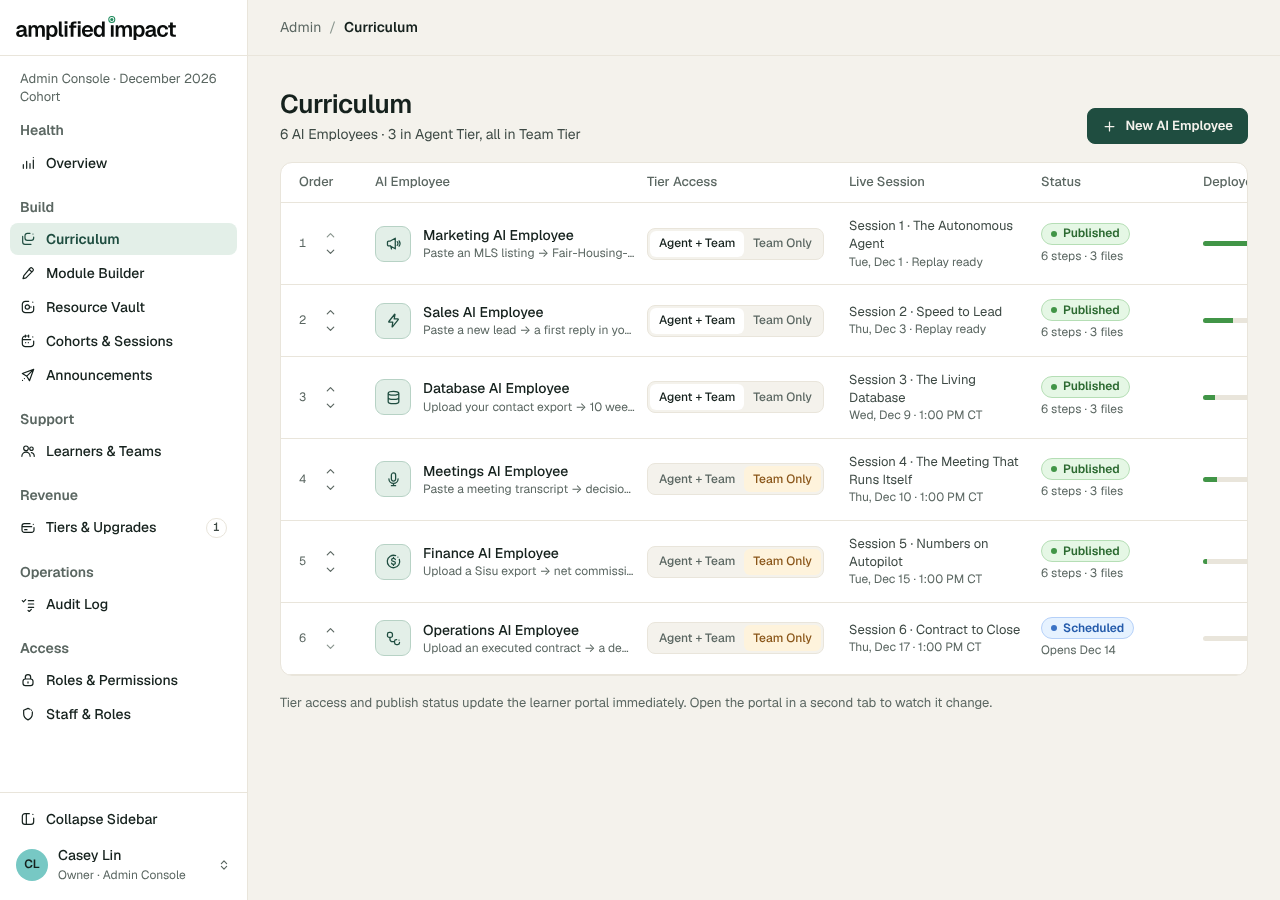 amplified impact
Admin / Curriculum
Admin Console · December 2026
Cohort
Health
Overview
Build
Curriculum
Module Builder
Resource Vault
Cohorts & Sessions
Announcements
Support
Learners & Teams
Revenue
Tiers & Upgrades 1
Operations
Audit Log
Access
Roles & Permissions
Staff & Roles
Collapse Sidebar
CL
Casey Lin
Owner · Admin Console
Curriculum
6 AI Employees · 3 in Agent Tier, all in Team Tier
+ New AI Employee
Order AI Employee Tier Access Live Session Status Deploye
1
Marketing AI Employee
Paste an MLS listing → Fair-Housing-…
Agent + Team Team Only
Session 1 · The Autonomous
Agent
Tue, Dec 1 · Replay ready
Published
6 steps · 3 files
2
Sales AI Employee
Paste a new lead → a first reply in yo…
Agent + Team Team Only
Session 2 · Speed to Lead
Thu, Dec 3 · Replay ready
Published
6 steps · 3 files
3
Database AI Employee
Upload your contact export → 10 wee…
Agent + Team Team Only
Session 3 · The Living
Database
Wed, Dec 9 · 1:00 PM CT
Published
6 steps · 3 files
4
Meetings AI Employee
Paste a meeting transcript → decisio…
Agent + Team Team Only
Session 4 · The Meeting That
Runs Itself
Thu, Dec 10 · 1:00 PM CT
Published
6 steps · 3 files
5
Finance AI Employee
Upload a Sisu export → net commissi…
Agent + Team Team Only
Session 5 · Numbers on
Autopilot
Tue, Dec 15 · 1:00 PM CT
Published
6 steps · 3 files
6
Operations AI Employee
Upload an executed contract → a de…
Agent + Team Team Only
Session 6 · Contract to Close
Thu, Dec 17 · 1:00 PM CT
Scheduled
Opens Dec 14
Tier access and publish status update the learner portal immediately. Open the portal in a second tab to watch it change.